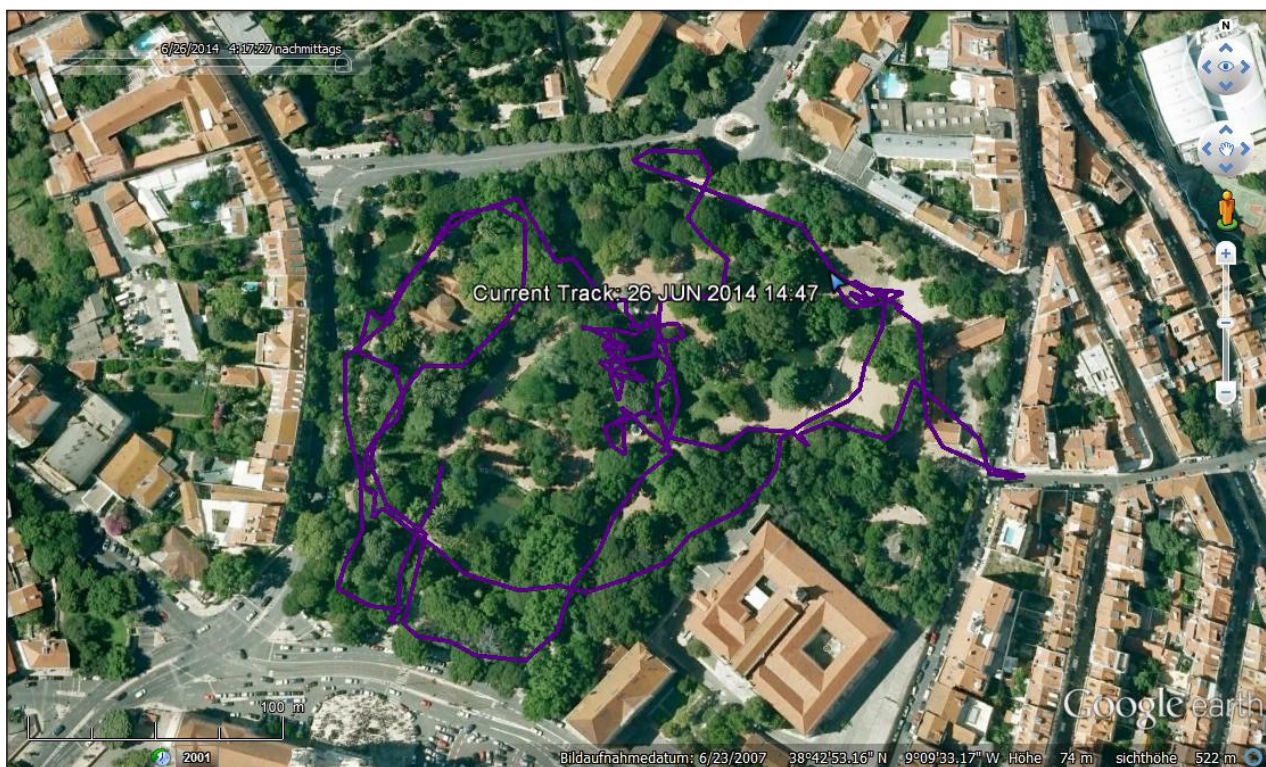 N
6/26/2014 4:17:27 nachmittags
Current Track: 26 JUN 2014 14:47
Google earth
100 m
2001
Bildaufnahmedatum: 6/23/2007 38°42'53.16" N 9°09'33.17" W Höhe 74 m sichthöhe 522 m